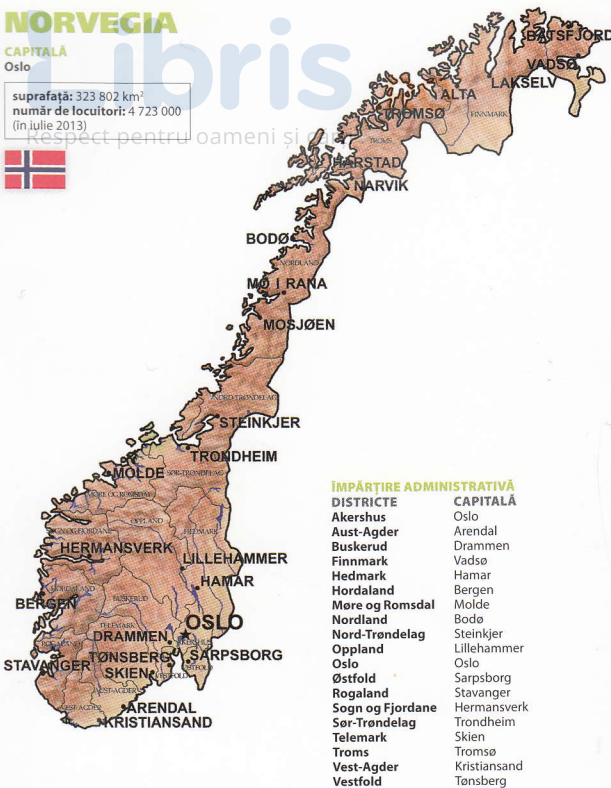 NORVEGIA
Libris
CAPITALĂ
Oslo
suprafață: 323 802 km²
număr de locuitori: 4 723 000
(în iulie 2013)
Respect pentru oameni și
BÅTSFJORD
VADSØ
LAKSELV
ALTA
TROMSØ
FINNMARK
TROMS
HARSTAD
NARVIK
BODØ
NORDLAND
MO I RANA
MOSJØEN
NORD-TRØNDELAG
STEINKJER
TRONDHEIM
MOLDE
SØR-TRØNDELAG
MØRE OG ROMSDAL
OPPLAND
SOGN OG FJORDANE
HEDMARK
HERMANSVERK
LILLEHAMMER
HAMAR
HORDALAND
BUSKERUD
BERGEN
OSLO
TELEMARK
DRAMMEN
AKERSHUS
ROGALAND
TØNSBERG
SARPSBORG
STAVANGER
SKIEN
ØSTFOLD
VESTFOLD
AUST-AGDER
VEST-AGDER
ARENDAL
KRISTIANSAND
ÎMPĂRȚIRE ADMINISTRATIVĂ
DISTRICTE CAPITALĂ
Akershus Oslo
Aust-Agder Arendal
Buskerud Drammen
Finnmark Vadsø
Hedmark Hamar
Hordaland Bergen
Møre og Romsdal Molde
Nordland Bodø
Nord-Trøndelag Steinkjer
Oppland Lillehammer
Oslo Oslo
Østfold Sarpsborg
Rogaland Stavanger
Sogn og Fjordane Hermansverk
Sør-Trøndelag Trondheim
Telemark Skien
Troms Tromsø
Vest-Agder Kristiansand
Vestfold Tønsberg